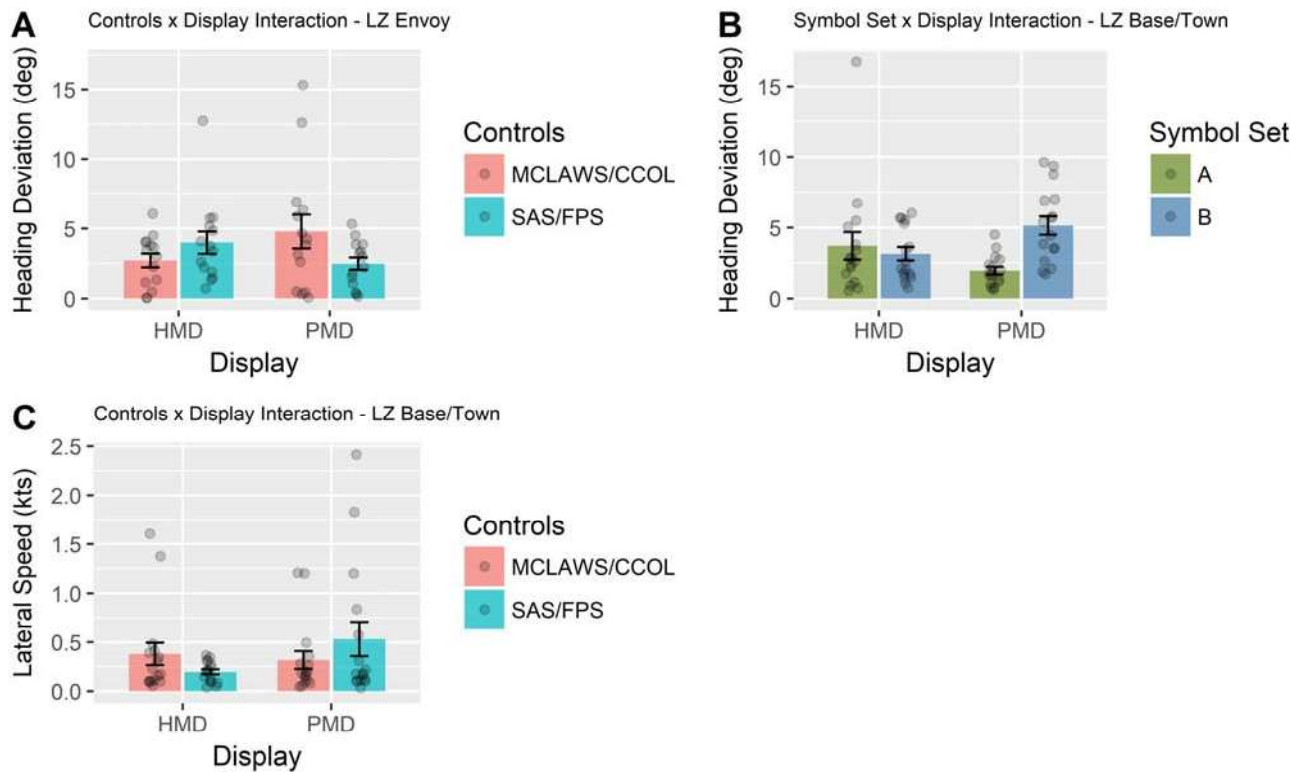 A
Controls x Display Interaction - LZ Envoy
Heading Deviation (deg)
15
10
5
0
HMD
PMD
Display
Controls
MCLAWS/CCOL
SAS/FPS
B
Symbol Set x Display Interaction - LZ Base/Town
Heading Deviation (deg)
15
10
5
0
HMD
PMD
Display
Symbol Set
A
B
C
Controls x Display Interaction - LZ Base/Town
Lateral Speed (kts)
2.5
2.0
1.5
1.0
0.5
0.0
HMD
PMD
Display
Controls
MCLAWS/CCOL
SAS/FPS